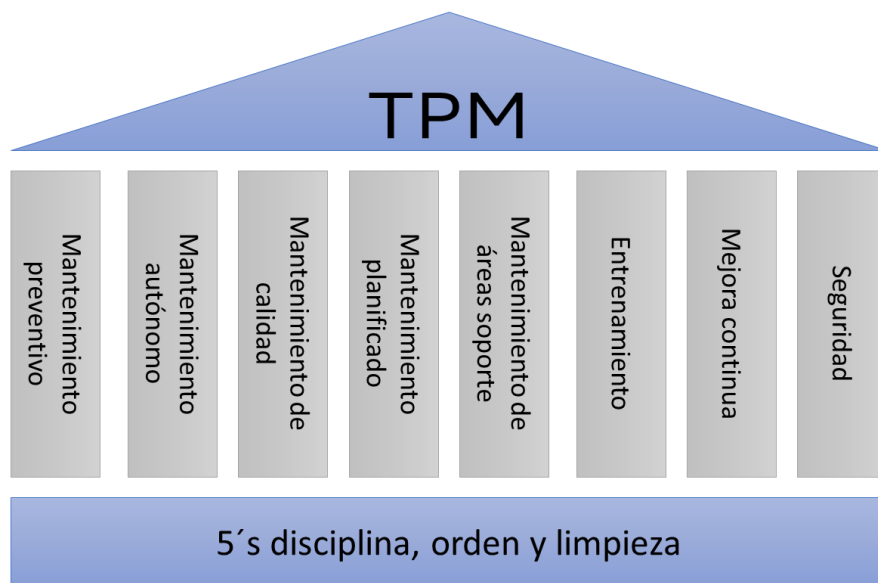 TPM
Mantenimiento
preventivo
Mantenimiento
autónomo
Mantenimiento de
calidad
Mantenimiento
planificado
Mantenimiento de
áreas soporte
Entrenamiento
Mejora continua
Seguridad
5´s disciplina, orden y limpieza